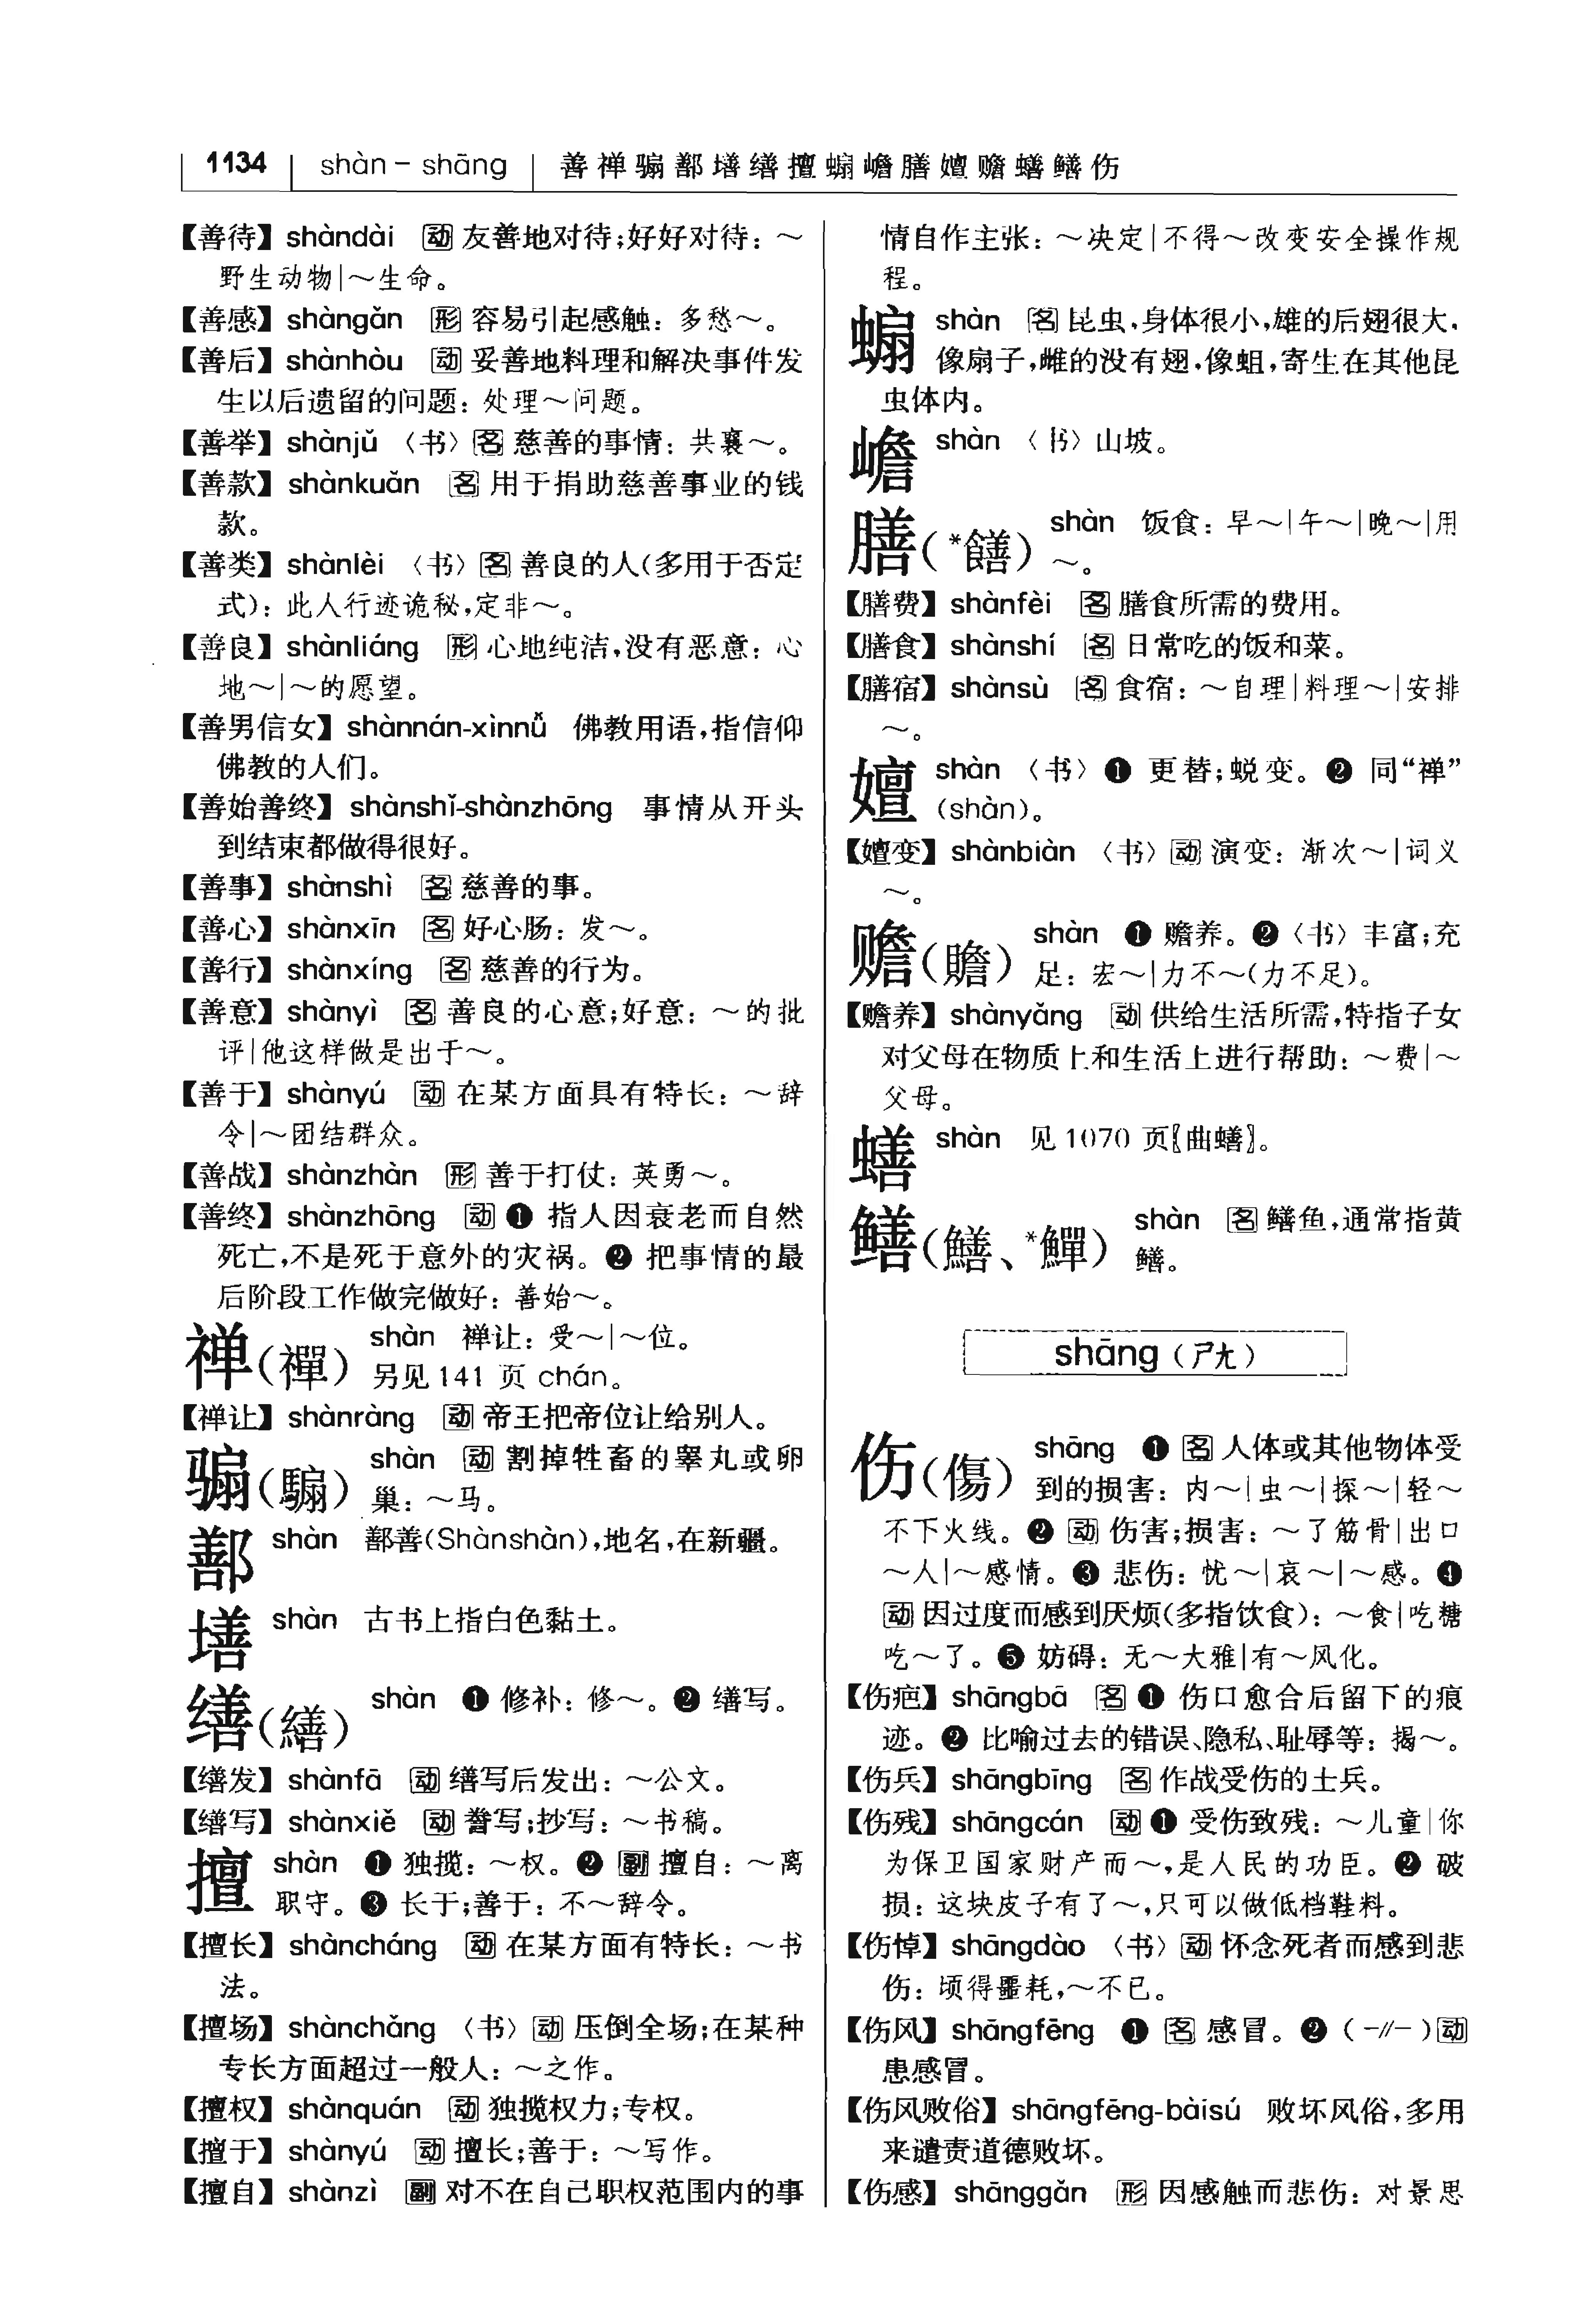 1134 shàn – shāng 善禅骟鄯墡缮擅蟮嶦膳嬗赡蟮鳝伤
【善待】shàndài 动 友善地对待;好好对待：～
野生动物|～生命。
【善感】shàngǎn 形 容易引起感触：多愁～。
【善后】shànhòu 动 妥善地料理和解决事件发
生以后遗留的问题：处理～问题。
【善举】shànjǔ 〈书〉名 慈善的事情：共襄～。
【善款】shànkuǎn 名 用于捐助慈善事业的钱
款。
【善类】shànlèi 〈书〉名 善良的人(多用于否定
式)：此人行迹诡秘,定非～。
【善良】shànliáng 形 心地纯洁,没有恶意：心
地～|～的愿望。
【善男信女】shànnán-xìnnǚ 佛教用语,指信仰
佛教的人们。
【善始善终】shànshǐ-shànzhōng 事情从开头
到结束都做得很好。
【善事】shànshì 名 慈善的事。
【善心】shànxīn 名 好心肠：发～。
【善行】shànxíng 名 慈善的行为。
【善意】shànyì 名 善良的心意;好意：～的批
评|他这样做是出于～。
【善于】shànyú 动 在某方面具有特长：～辞
令|～团结群众。
【善战】shànzhàn 形 善于打仗：英勇～。
【善终】shànzhōng 动 ❶ 指人因衰老而自然
死亡,不是死于意外的灾祸。❷ 把事情的最
后阶段工作做完做好：善始～。
禅(禪) shàn 禅让：受～|～位。
另见 141 页 chán。
【禅让】shànràng 动 帝王把帝位让给别人。
骟(騸) shàn 动 割掉牲畜的睾丸或卵
巢：～马。
鄯 shàn 鄯善(Shànshàn),地名,在新疆。
墡 shàn 古书上指白色黏土。
缮(繕) shàn ❶ 修补：修～。❷ 缮写。
【缮发】shànfā 动 缮写后发出：～公文。
【缮写】shànxiě 动 誊写;抄写：～书稿。
擅 shàn ❶ 独揽：～权。❷ 副 擅自：～离
职守。❸ 长于;善于：不～辞令。
【擅长】shàncháng 动 在某方面有特长：～书
法。
【擅场】shànchǎng 〈书〉动 压倒全场;在某种
专长方面超过一般人：～之作。
【擅权】shànquán 动 独揽权力;专权。
【擅于】shànyú 动 擅长;善于：～写作。
【擅自】shànzì 副 对不在自己职权范围内的事
情自作主张：～决定|不得～改变安全操作规
程。
𧎥 shàn 名 昆虫,身体很小,雄的后翅很大,
像扇子,雌的没有翅,像蛆,寄生在其他昆
虫体内。
嶦 shàn 〈书〉山坡。
膳(*饍) shàn 饭食：早～|午～|晚～|用
～。
【膳费】shànfèi 名 膳食所需的费用。
【膳食】shànshí 名 日常吃的饭和菜。
【膳宿】shànsù 名 食宿：～自理|料理～|安排
～。
嬗 shàn 〈书〉❶ 更替;蜕变。❷ 同“禅”
(shàn)。
【嬗变】shànbiàn 〈书〉动 演变：渐次～|词义
～。
赡(贍) shàn ❶ 赡养。❷〈书〉丰富;充
足：宏～|力不～(力不足)。
【赡养】shànyǎng 动 供给生活所需,特指子女
对父母在物质上和生活上进行帮助：～费|～
父母。
蟮 shàn 见 1070 页〖曲蟮〗。
鳝(鱔、*鱓) shàn 名 鳝鱼,通常指黄
鳝。
shāng (ㄕㄤ)
伤(傷) shāng ❶ 名 人体或其他物体受
到的损害：内～|虫～|探～|轻～
不下火线。❷ 动 伤害;损害：～了筋骨|出口
～人|～感情。❸ 悲伤：忧～|哀～|～感。❹
动 因过度而感到厌烦(多指饮食)：～食|吃糖
吃～了。❺ 妨碍：无～大雅|有～风化。
【伤疤】shāngbā 名 ❶ 伤口愈合后留下的痕
迹。❷ 比喻过去的错误、隐私、耻辱等：揭～。
【伤兵】shāngbīng 名 作战受伤的士兵。
【伤残】shāngcán 动 ❶ 受伤致残：～儿童|你
为保卫国家财产而～,是人民的功臣。❷ 破
损：这块皮子有了～,只可以做低档鞋料。
【伤悼】shāngdào 〈书〉动 怀念死者而感到悲
伤：顷得噩耗,～不已。
【伤风】shāngfēng ❶ 名 感冒。❷ (-//-)动
患感冒。
【伤风败俗】shāngfēng-bàisú 败坏风俗,多用
来谴责道德败坏。
【伤感】shānggǎn 形 因感触而悲伤：对景思